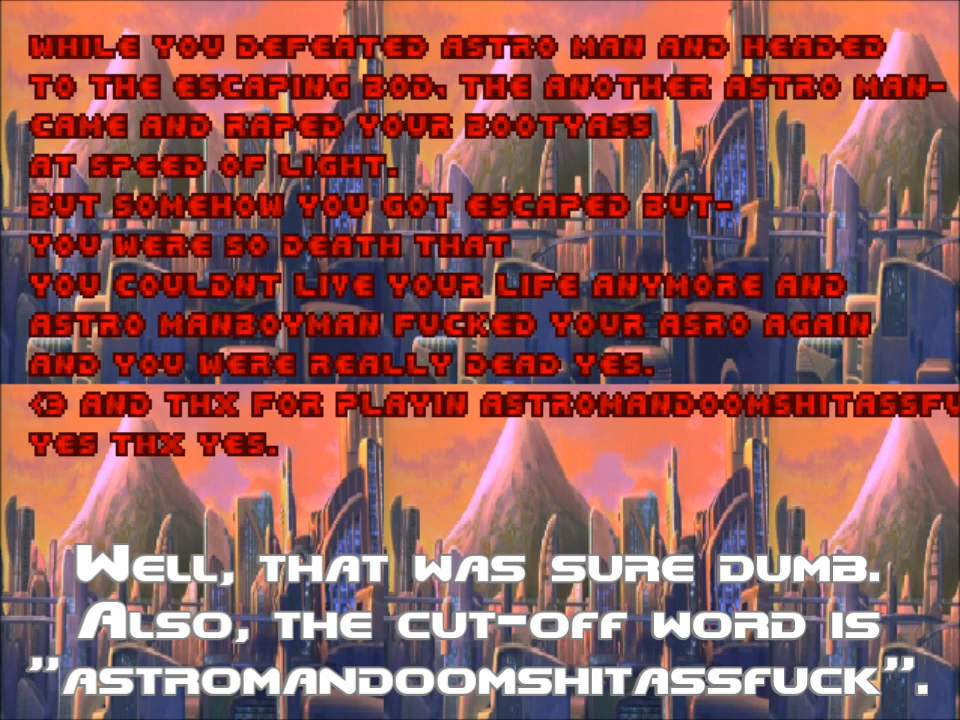 WHILE YOU DEFEATED ASTRO MAN AND HEADED
TO THE ESCAPING BOD, THE ANOTHER ASTRO MAN-
CAME AND RAPED YOUR BOOTYASS
AT SPEED OF LIGHT.
BUT SOMEHOW YOU GOT ESCAPED BUT-
YOU WERE SO DEATH THAT
YOU COULDNT LIVE YOUR LIFE ANYMORE AND
ASTRO MANBOYMAN FUCKED YOUR ASRO AGAIN
AND YOU WERE REALLY DEAD YES.
<3 AND THX FOR PLAYIN ASTROMANDOOMSHITASSFU
YES THX YES.
WELL, THAT WAS SURE DUMB.
ALSO, THE CUT-OFF WORD IS
"ASTROMANDOOMSHITASSFUCK".